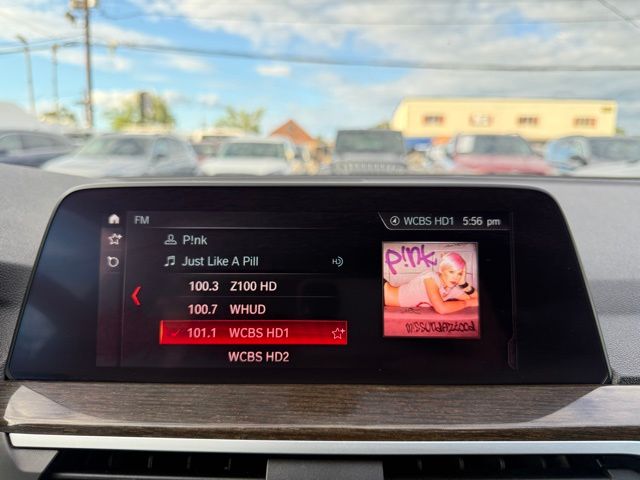 FM
WCBS HD1 5:56 pm
P!nk
Just Like A Pill
100.3 Z100 HD
100.7 WHUD
101.1 WCBS HD1
WCBS HD2
P!nk
M!SSUNDAZTOOD